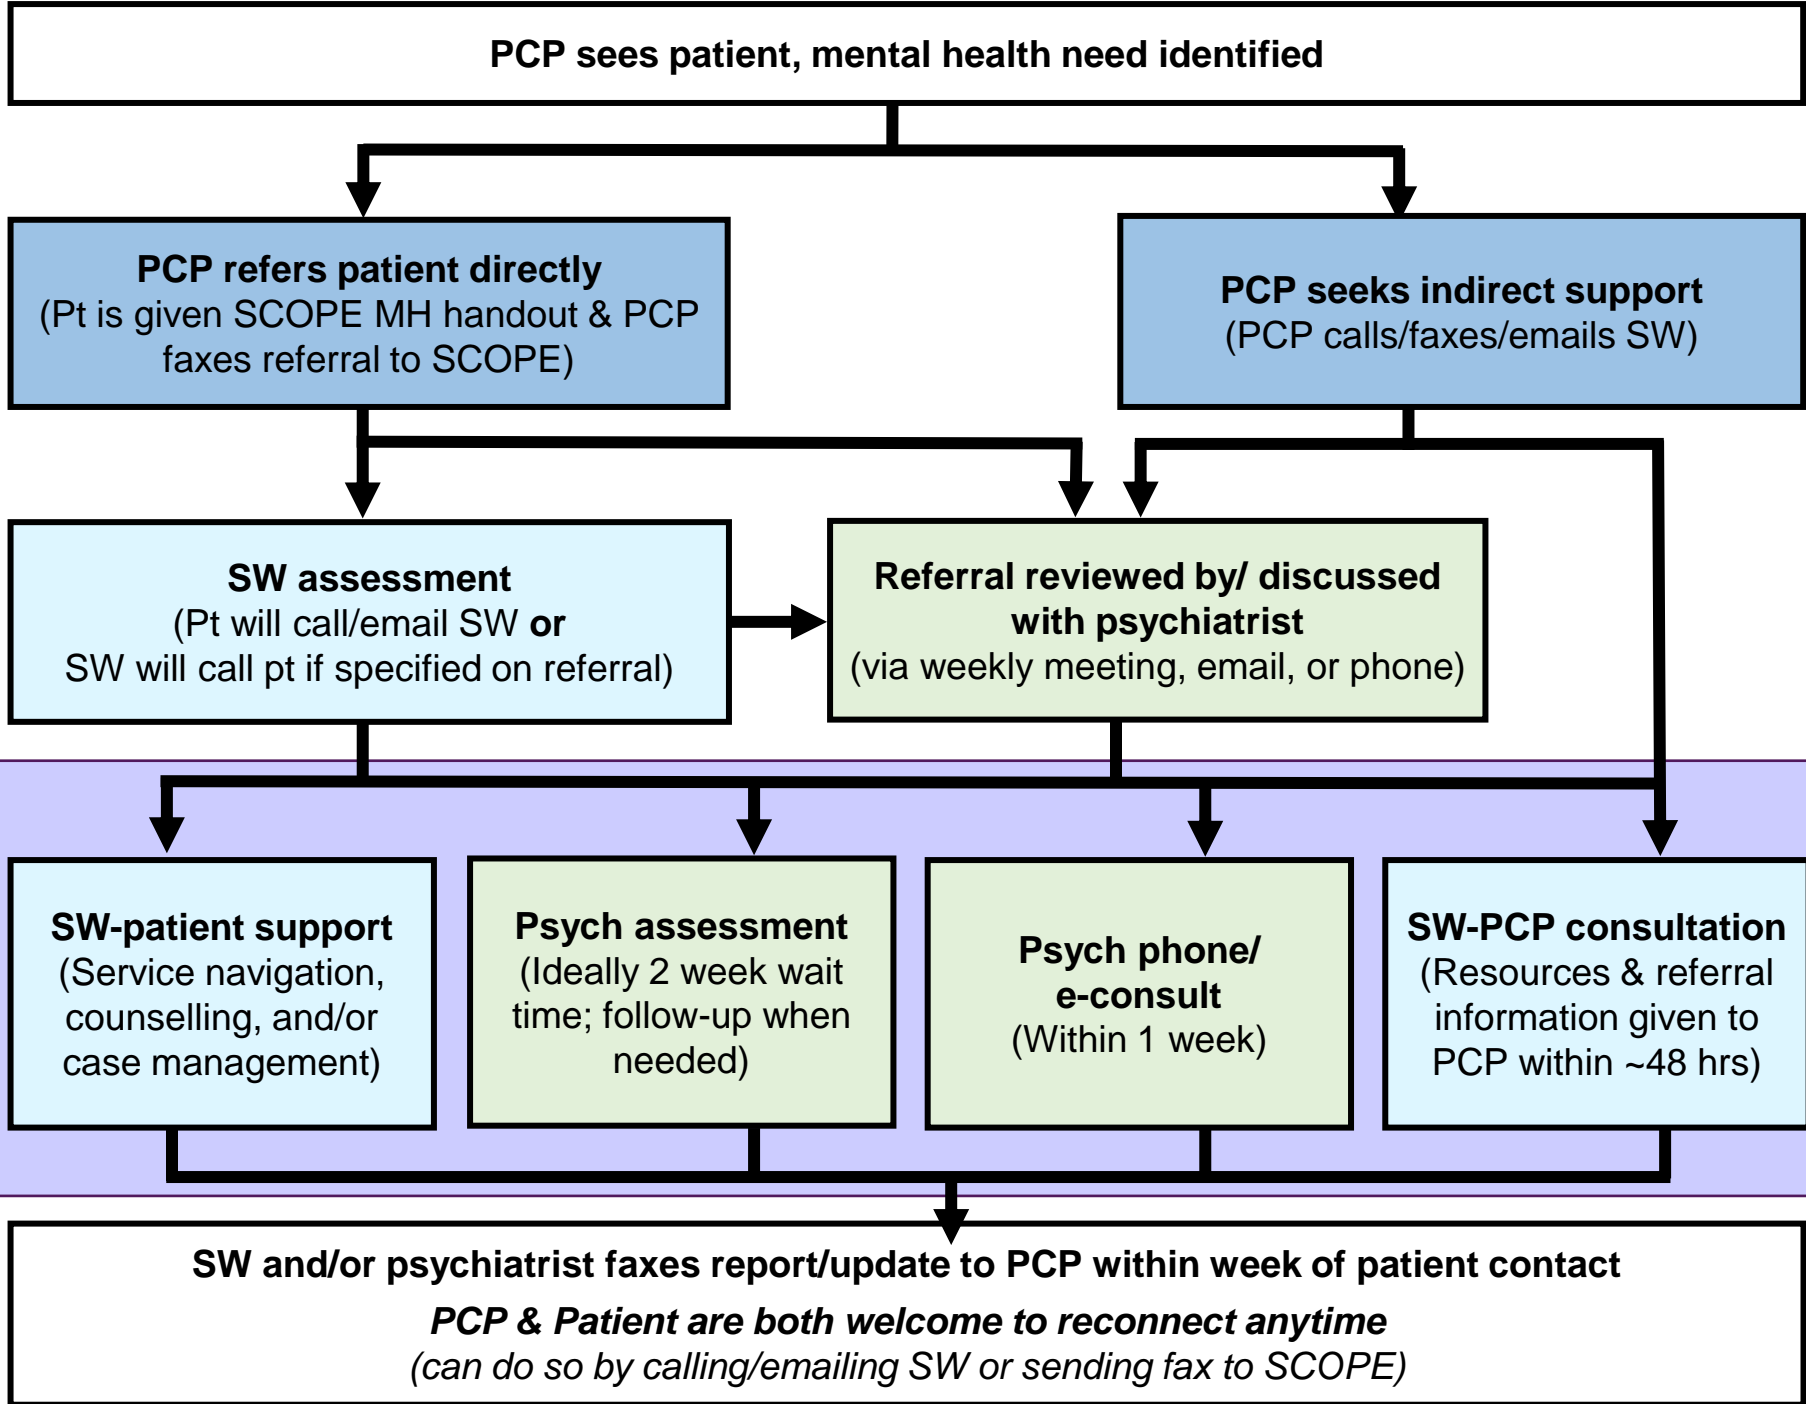 PCP sees patient, mental health need identified
PCP refers patient directly
(Pt is given SCOPE MH handout & PCP
faxes referral to SCOPE)
PCP seeks indirect support
(PCP calls/faxes/emails SW)
SW assessment
(Pt will call/email SW or
SW will call pt if specified on referral)
Referral reviewed by/ discussed
with psychiatrist
(via weekly meeting, email, or phone)
SW-patient support
(Service navigation,
counselling, and/or
case management)
Psych assessment
(Ideally 2 week wait
time; follow-up when
needed)
Psych phone/
e-consult
(Within 1 week)
SW-PCP consultation
(Resources & referral
information given to
PCP within ~48 hrs)
SW and/or psychiatrist faxes report/update to PCP within week of patient contact
PCP & Patient are both welcome to reconnect anytime
(can do so by calling/emailing SW or sending fax to SCOPE)